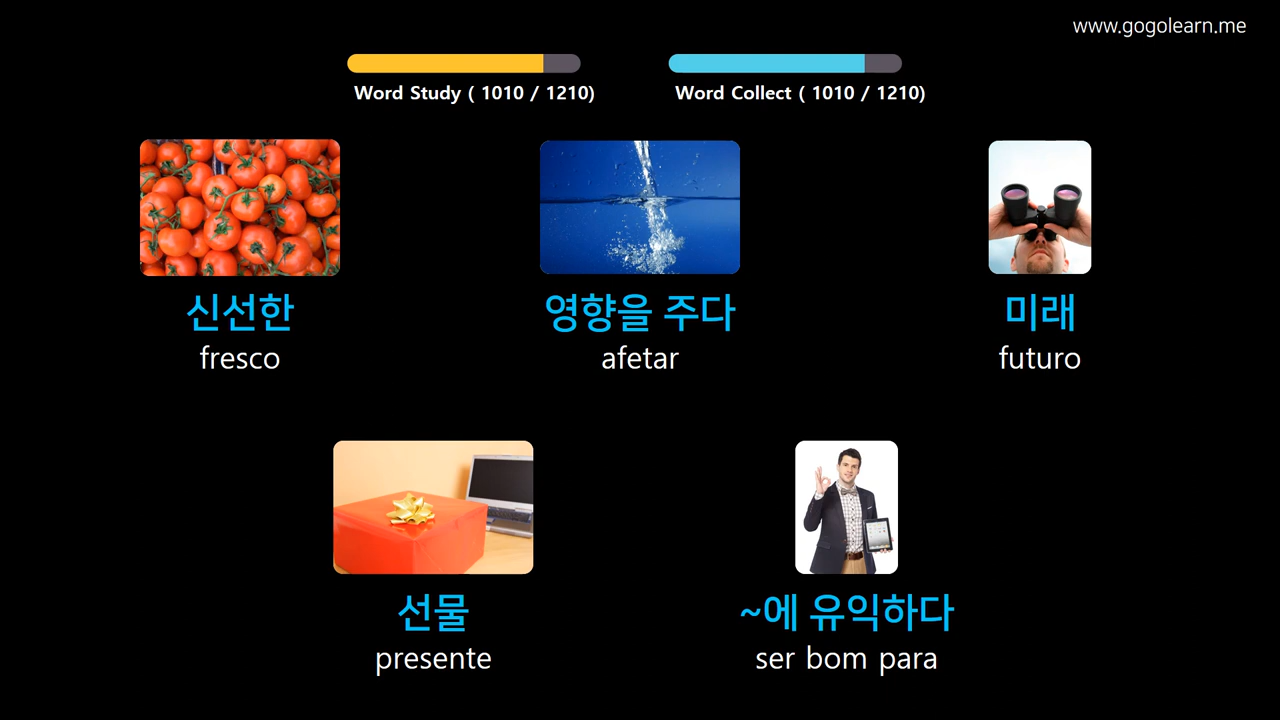 www.gogolearn.me
Word Study ( 1010 / 1210)
Word Collect ( 1010 / 1210)
신선한
fresco
영향을 주다
afetar
미래
futuro
선물
presente
~에 유익하다
ser bom para